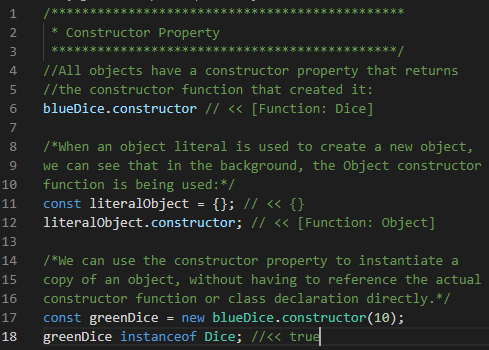 1 /*********************************************
2 * Constructor Property
3 ********************************************/
4 //All objects have a constructor property that returns
5 //the constructor function that created it:
6 blueDice.constructor // << [Function: Dice]
7
8 /*When an object literal is used to create a new object,
9 we can see that in the background, the Object constructor
10 function is being used:*/
11 const literalObject = {}; // << {}
12 literalObject.constructor; // << [Function: Object]
13
14 /*We can use the constructor property to instantiate a
15 copy of an object, without having to reference the actual
16 constructor function or class declaration directly.*/
17 const greenDice = new blueDice.constructor(10);
18 greenDice instanceof Dice; //<< true